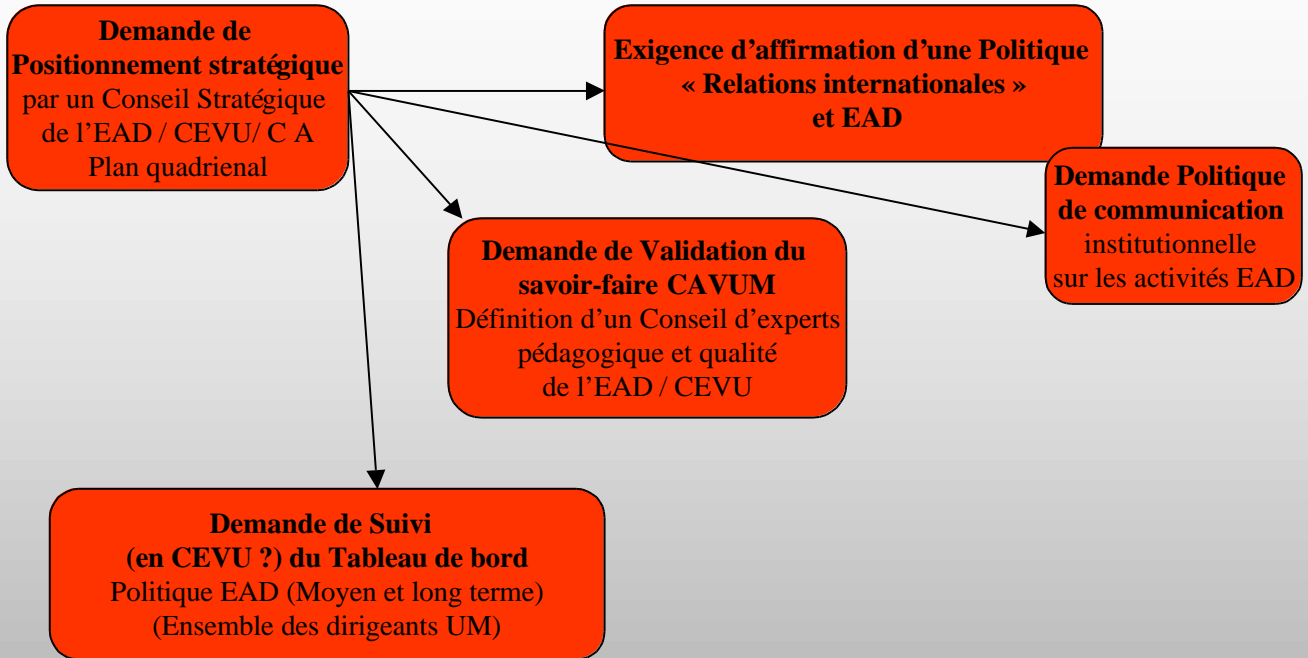 Demande de
Positionnement stratégique
par un Conseil Stratégique
de l’EAD / CEVU/ C A
Plan quadrienal
Exigence d’affirmation d’une Politique
« Relations internationales »
et EAD
Demande Politique
de communication
institutionnelle
sur les activités EAD
Demande de Validation du
savoir-faire CAVUM
Définition d’un Conseil d’experts
pédagogique et qualité
de l’EAD / CEVU
Demande de Suivi
(en CEVU ?) du Tableau de bord
Politique EAD (Moyen et long terme)
(Ensemble des dirigeants UM)